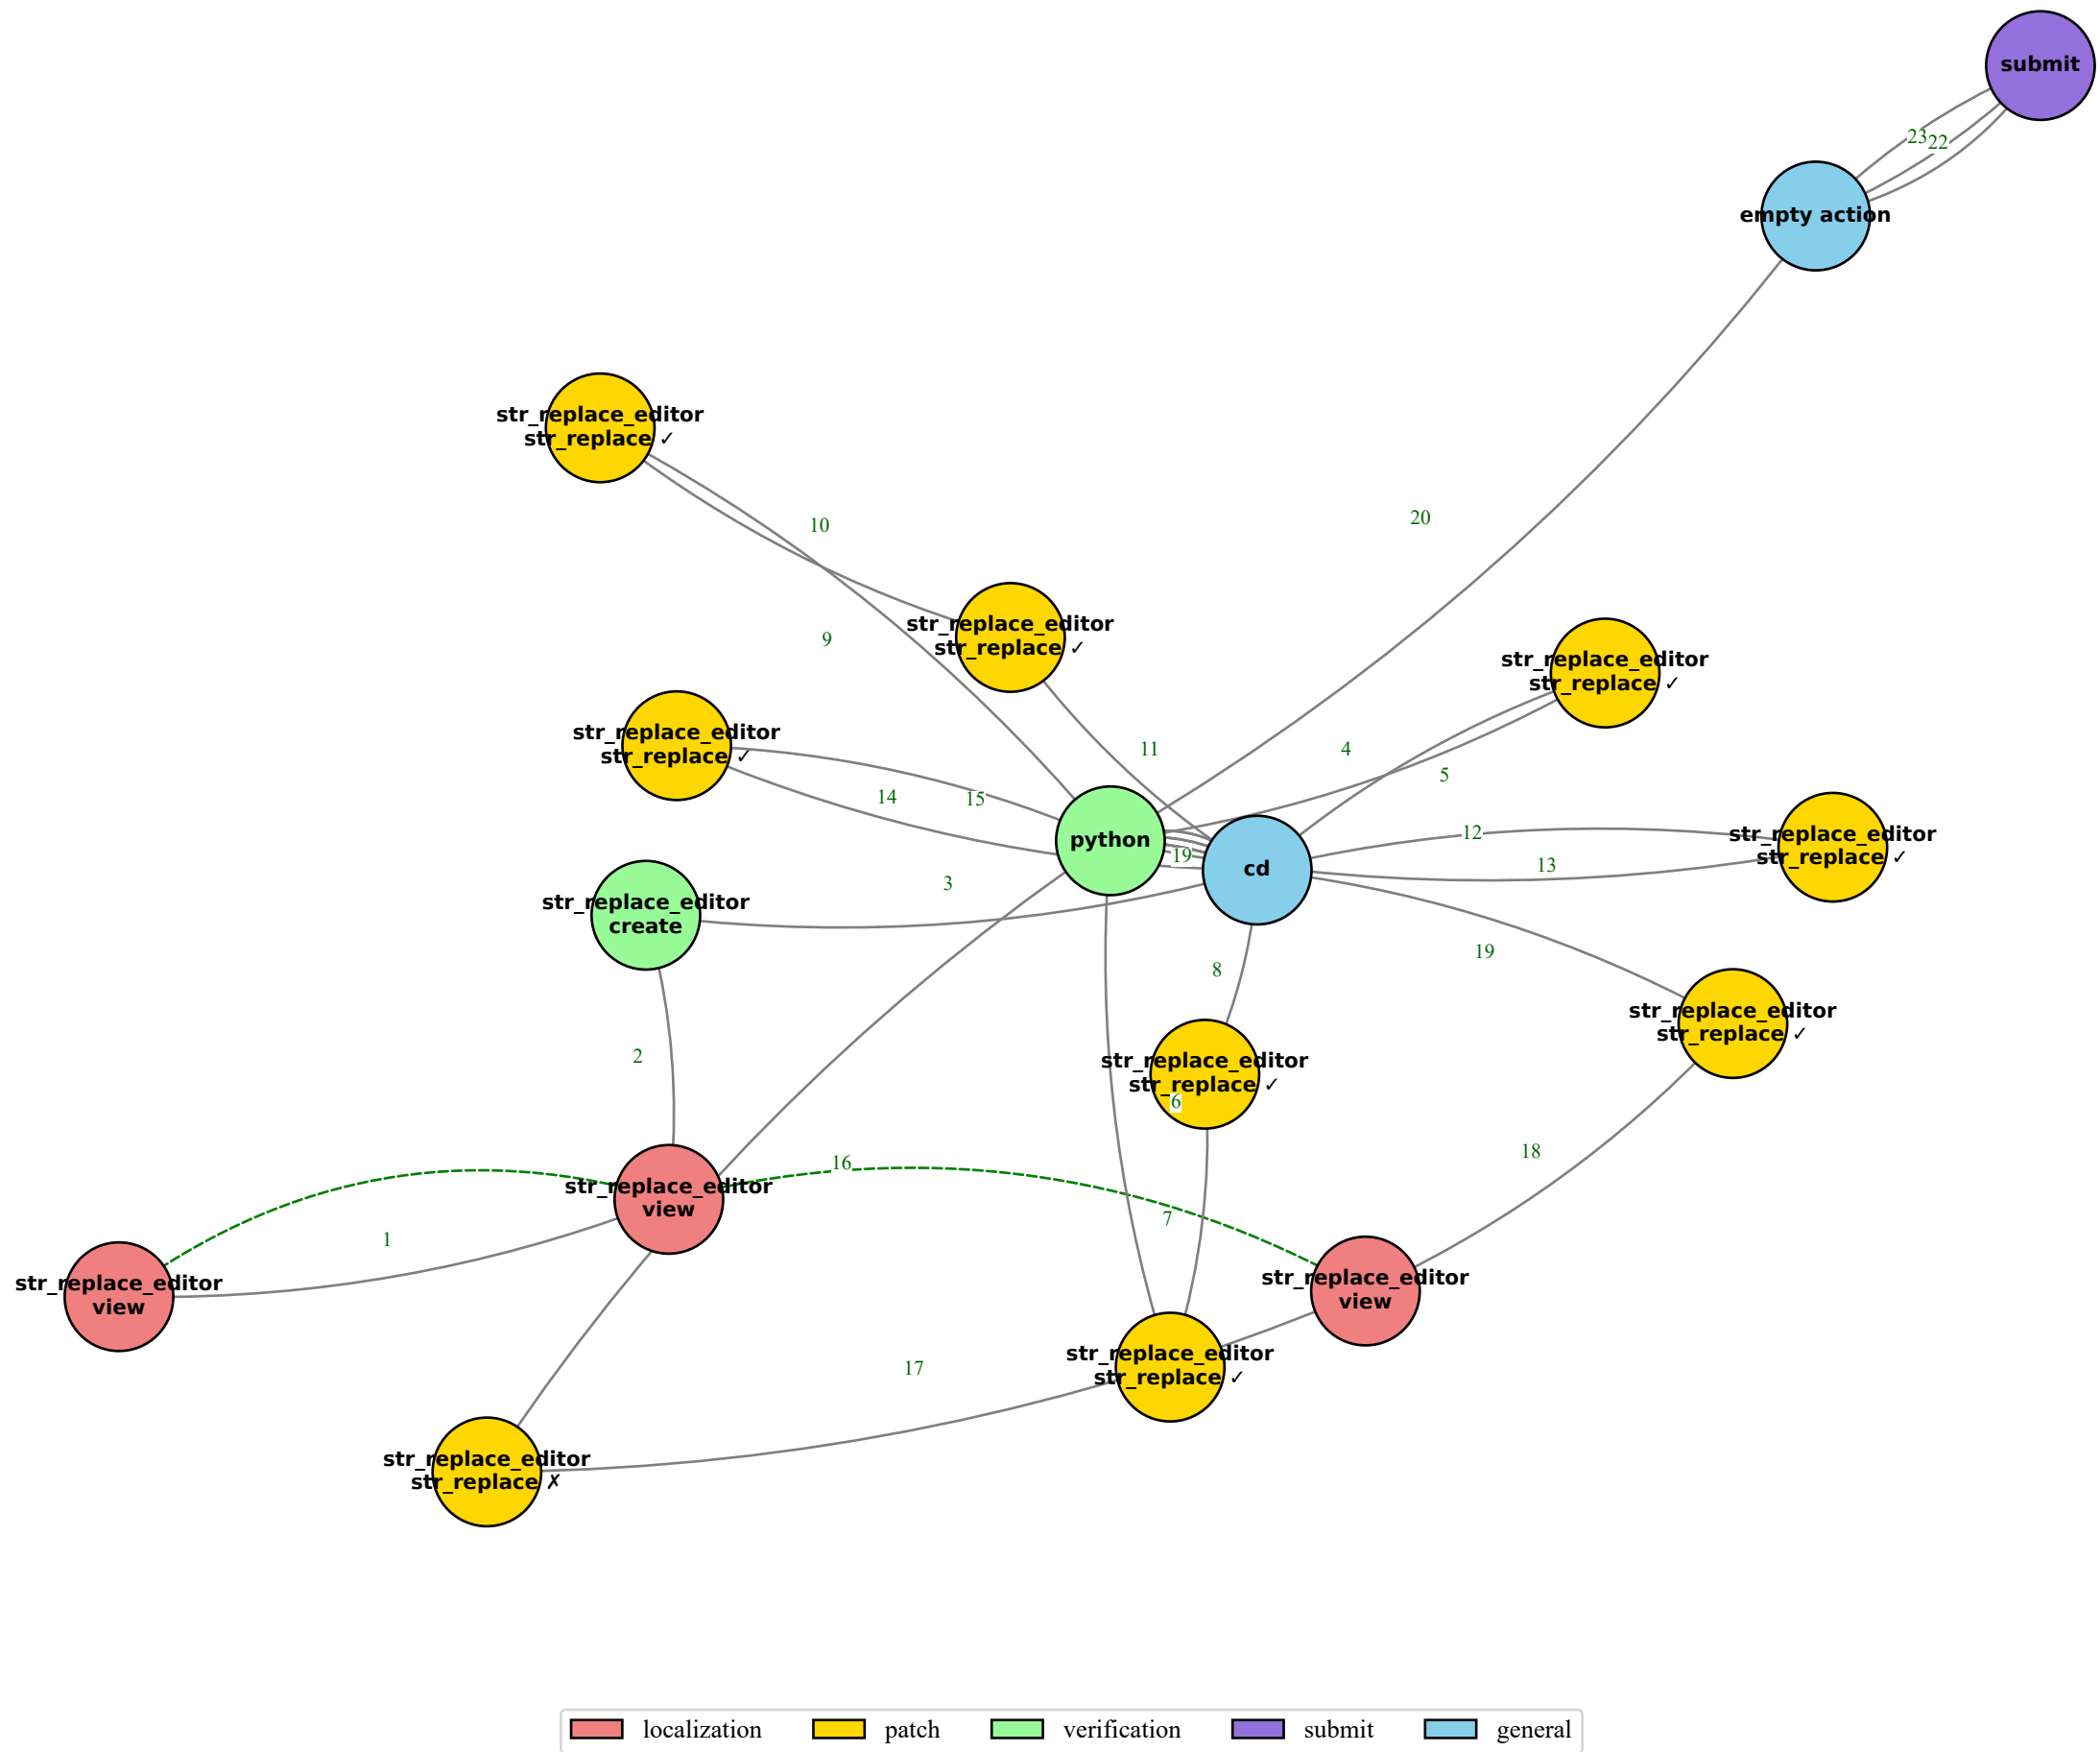 submit
23
22
empty action
str_replace_editor
str_replace ✓
10
20
str_replace_editor
str_replace ✓
9
str_replace_editor
str_replace ✓
str_replace_editor
str_replace ✓
11
4
5
14
15
python
19
cd
12
13
str_replace_editor
str_replace ✓
3
str_replace_editor
create
8
19
str_replace_editor
str_replace ✓
2
str_replace_editor
str_replace ✓
6
16
18
str_replace_editor
view
7
1
str_replace_editor
view
str_replace_editor
view
17
str_replace_editor
str_replace ✓
str_replace_editor
str_replace ✗
localization
patch
verification
submit
general